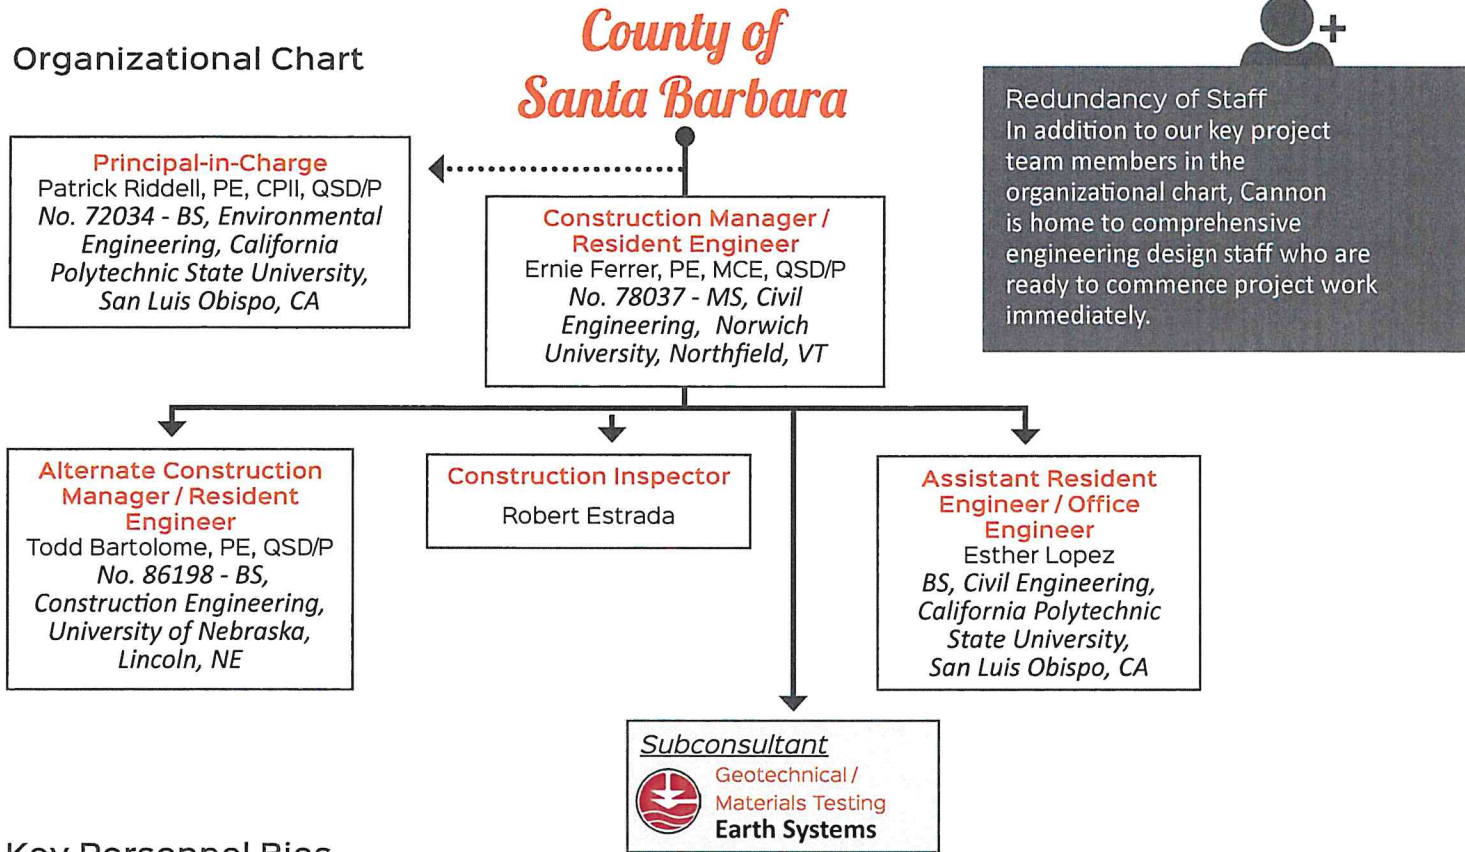 Organizational Chart
County of
Santa Barbara
Redundancy of Staff
In addition to our key project
team members in the
organizational chart, Cannon
is home to comprehensive
engineering design staff who are
ready to commence project work
immediately.
Principal-in-Charge
Patrick Riddell, PE, CPII, QSD/P
No. 72034 - BS, Environmental
Engineering, California
Polytechnic State University,
San Luis Obispo, CA
Construction Manager /
Resident Engineer
Ernie Ferrer, PE, MCE, QSD/P
No. 78037 - MS, Civil
Engineering, Norwich
University, Northfield, VT
Alternate Construction
Manager / Resident
Engineer
Todd Bartolome, PE, QSD/P
No. 86198 - BS,
Construction Engineering,
University of Nebraska,
Lincoln, NE
Construction Inspector
Robert Estrada
Assistant Resident
Engineer / Office
Engineer
Esther Lopez
BS, Civil Engineering,
California Polytechnic
State University,
San Luis Obispo, CA
Subconsultant
Geotechnical /
Materials Testing
Earth Systems
Key Personnel Bios